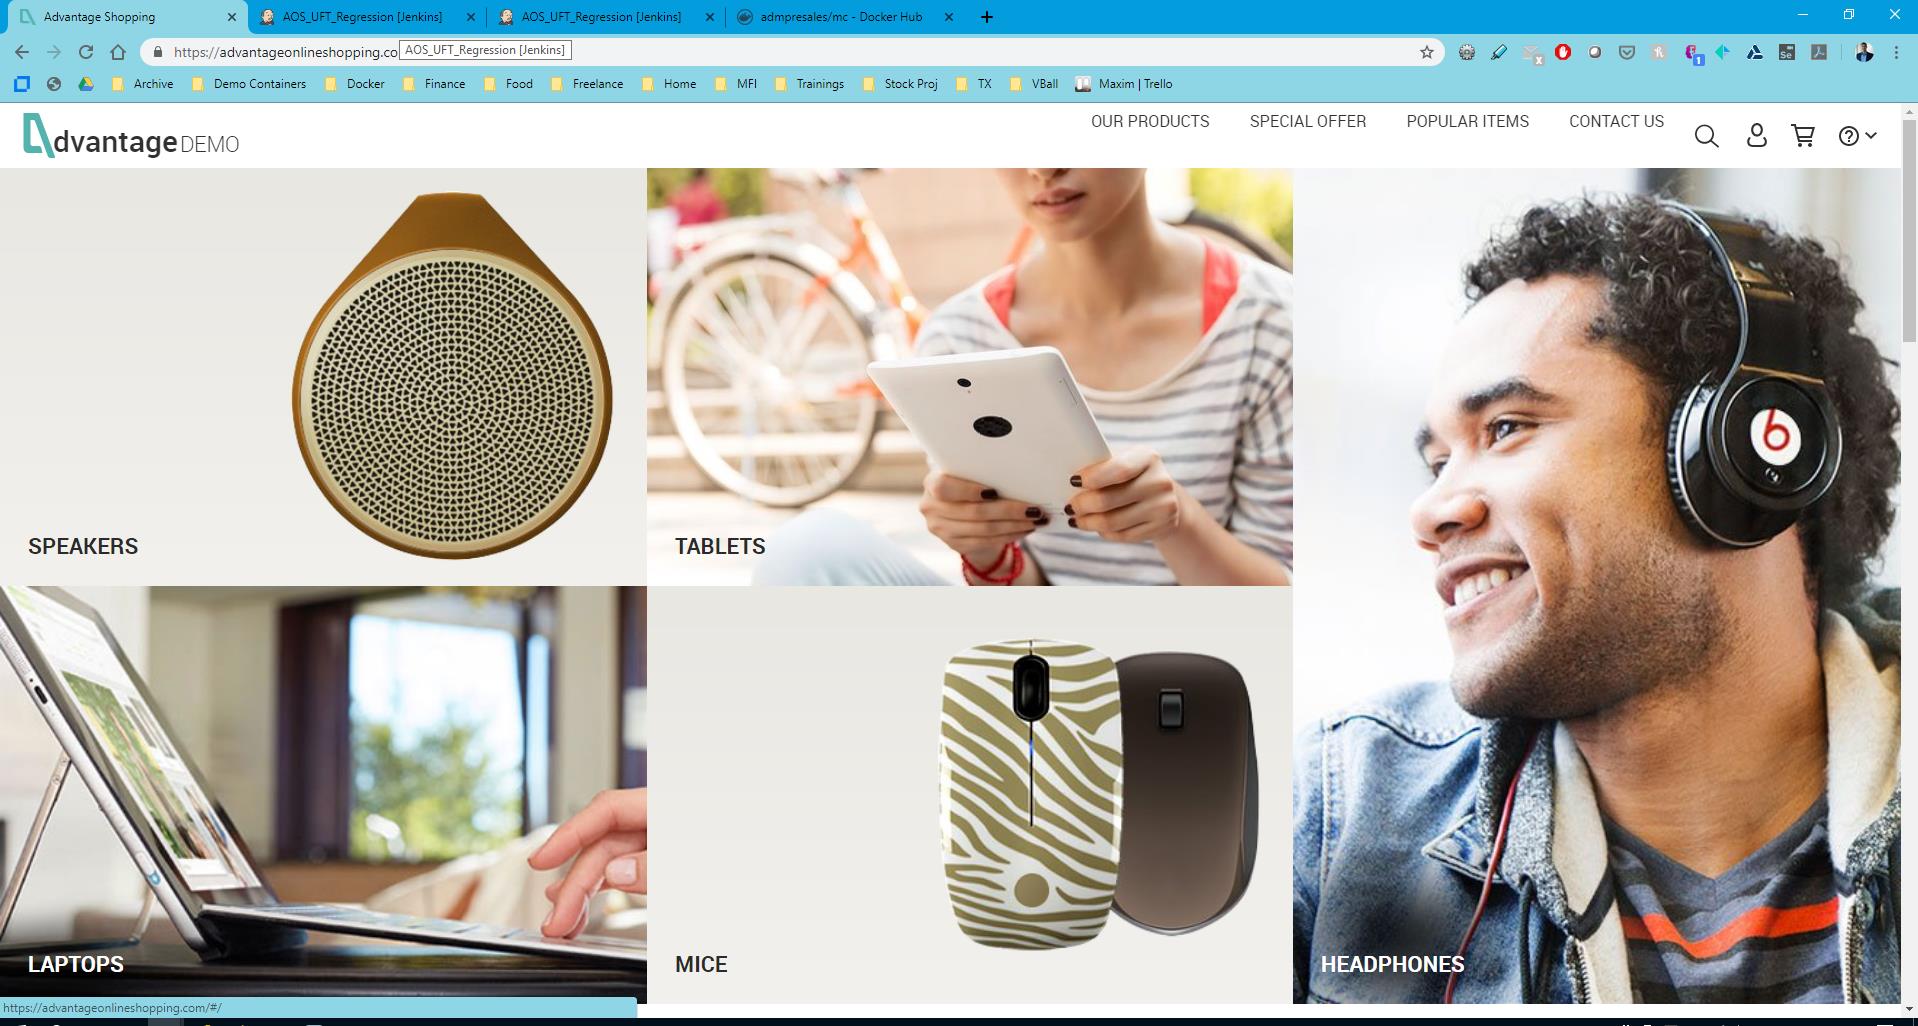 Advantage Shopping
AOS_UFT_Regression [Jenkins]
AOS_UFT_Regression [Jenkins]
admpresales/mc - Docker Hub
https://advantageonlineshopping.co
AOS_UFT_Regression [Jenkins]
x
1
Se
Archive
Demo Containers
Docker
Finance
Food
Freelance
Home
MFI
Trainings
Stock Proj
TX
VBall
Maxim | Trello
dvantage DEMO
OUR PRODUCTS
SPECIAL OFFER
POPULAR ITEMS
CONTACT US
?
b
SPEAKERS
TABLETS
LAPTOPS
MICE
HEADPHONES
https://advantageonlineshopping.com/#/